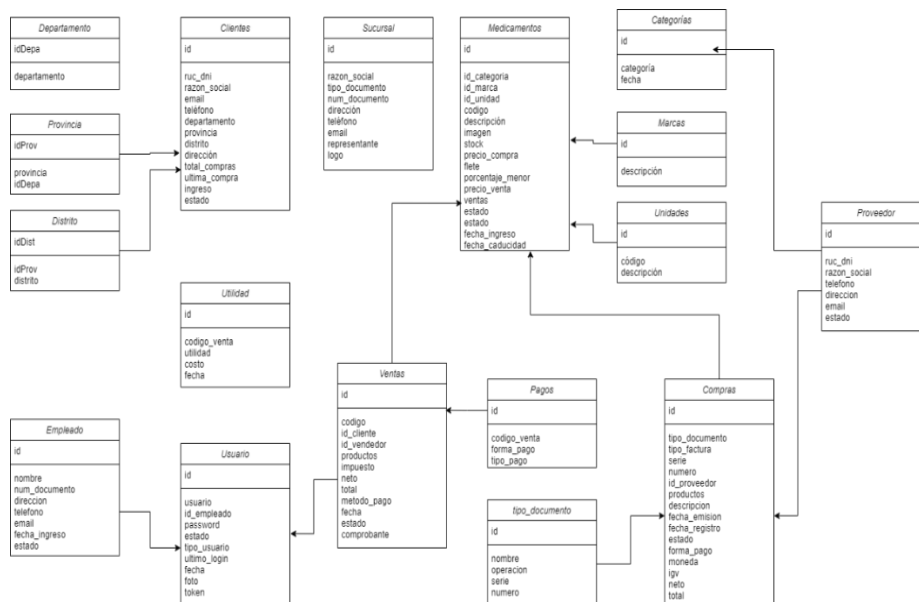 Departamento
idDepa
departamento
Provincia
idProv
provincia
idDepa
Distrito
idDist
idProv
distrito
Clientes
id
ruc_dni
razon_social
email
teléfono
departamento
provincia
distrito
dirección
total_compras
ultima_compra
ingreso
estado
Sucursal
id
razon_social
tipo_documento
num_documento
dirección
teléfono
email
representante
logo
Medicamentos
id
id_categoria
id_marca
id_unidad
codigo
descripción
imagen
stock
precio_compra
flete
porcentaje_menor
precio_venta
ventas
estado
estado
fecha_ingreso
fecha_caducidad
Categorías
id
categoría
fecha
Marcas
id
descripción
Unidades
id
código
descripción
Proveedor
id
ruc_dni
razon_social
telefono
direccion
email
estado
Utilidad
id
codigo_venta
utilidad
costo
fecha
Ventas
id
codigo
id_cliente
id_vendedor
productos
impuesto
neto
total
metodo_pago
fecha
estado
comprobante
Pagos
id
codigo_venta
forma_pago
tipo_pago
Compras
id
tipo_documento
tipo_factura
serie
numero
id_proveedor
productos
descripcion
fecha_emision
fecha_registro
estado
forma_pago
moneda
igv
neto
total
Empleado
id
nombre
num_documento
direccion
telefono
email
fecha_ingreso
estado
Usuario
id
usuario
id_empleado
password
estado
tipo_usuario
ultimo_login
fecha
foto
token
tipo_documento
id
nombre
operacion
serie
numero